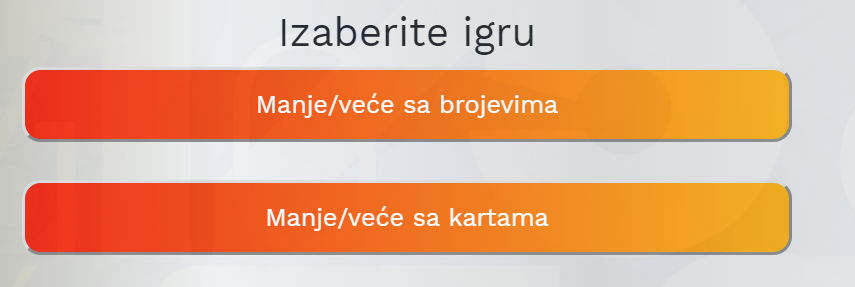 Izaberite igru
Manje/veće sa brojevima
Manje/veće sa kartama